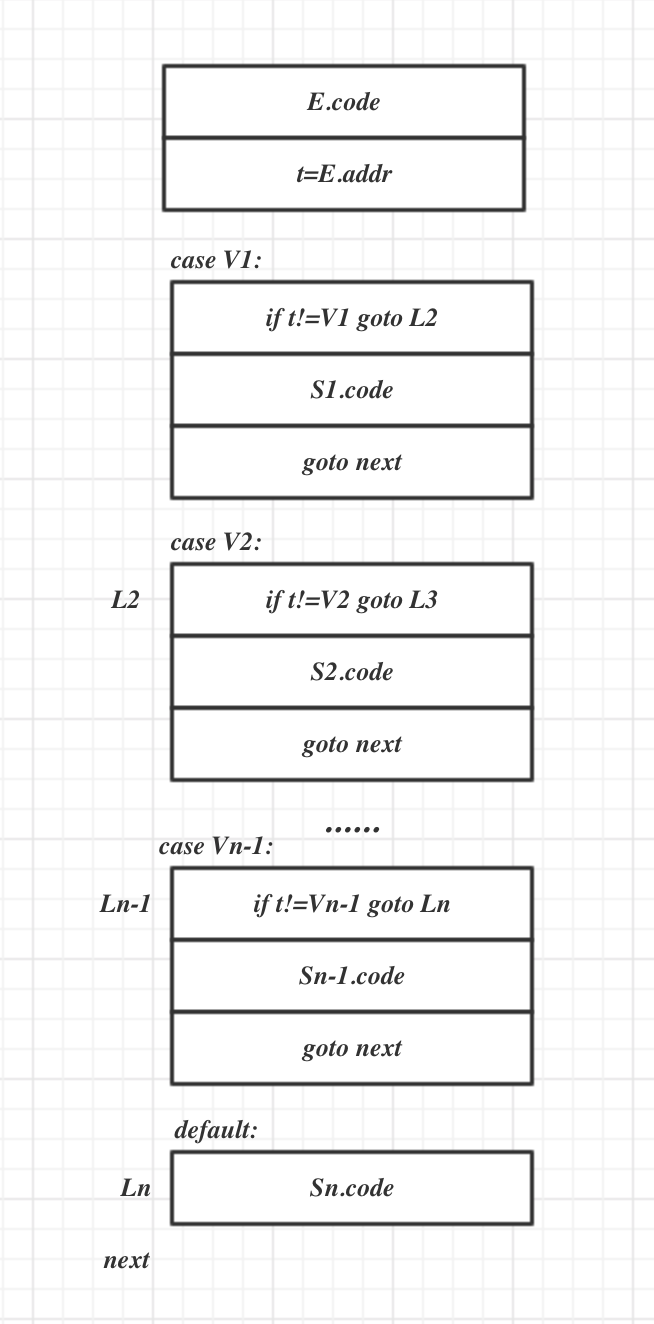 E.code
t=E.addr
case V1:
if t!=V1 goto L2
S1.code
goto next
case V2:
L2 if t!=V2 goto L3
S2.code
goto next
......
case Vn-1:
Ln-1 if t!=Vn-1 goto Ln
Sn-1.code
goto next
default:
Ln Sn.code
next